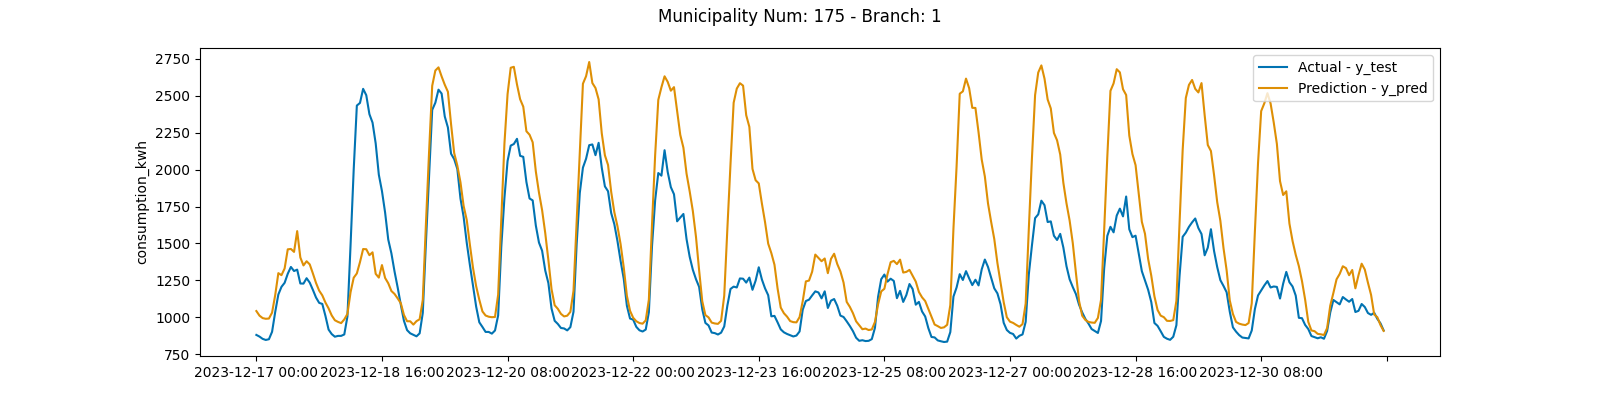 Municipality Num: 175 - Branch: 1
Actual - y_test
Prediction - y_pred
consumption_kwh
2750
2500
2250
2000
1750
1500
1250
1000
750
2023-12-17 00:00 2023-12-18 16:00 2023-12-20 08:00 2023-12-22 00:00 2023-12-23 16:00 2023-12-25 08:00 2023-12-27 00:00 2023-12-28 16:00 2023-12-30 08:00